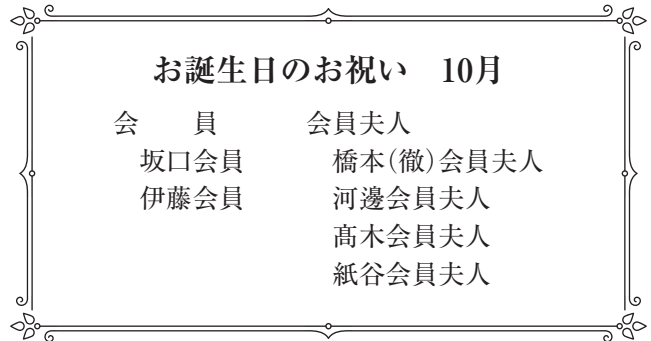 お誕生日のお祝い　10月
会　　員　　　会員夫人
坂口会員　　　橋本(徹)会員夫人
伊藤会員　　　河邊会員夫人
髙木会員夫人
紙谷会員夫人